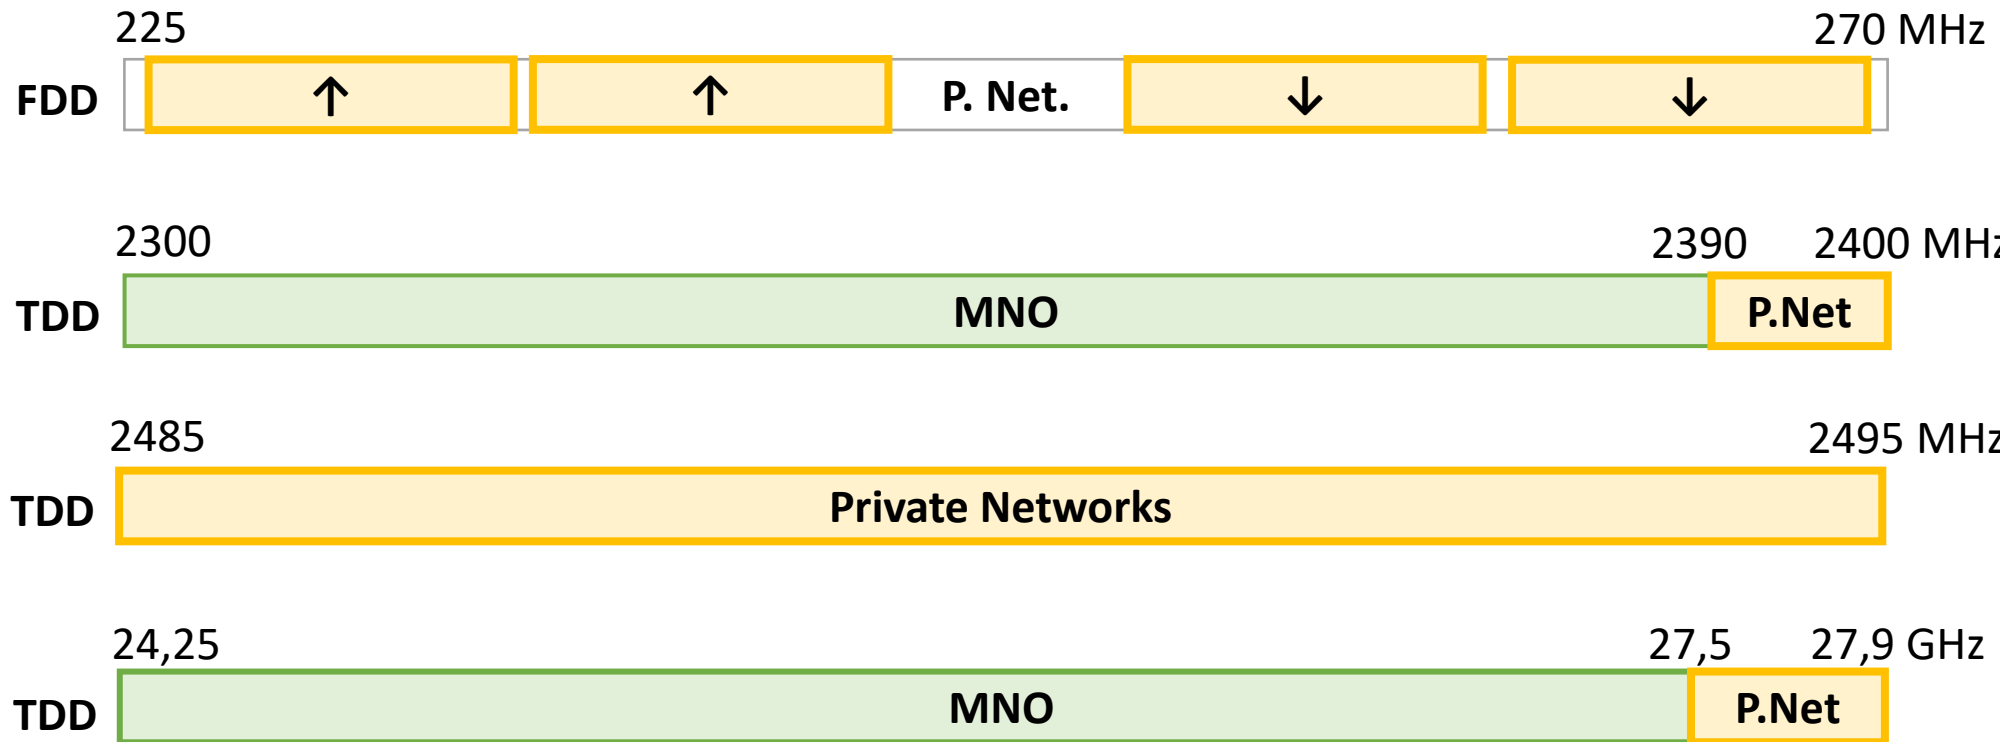 225 270 MHz
FDD ↑ ↑ P. Net. ↓ ↓
2300 2390 2400 MHz
TDD MNO P.Net
2485 2495 MHz
TDD Private Networks
24,25 27,5 27,9 GHz
TDD MNO P.Net